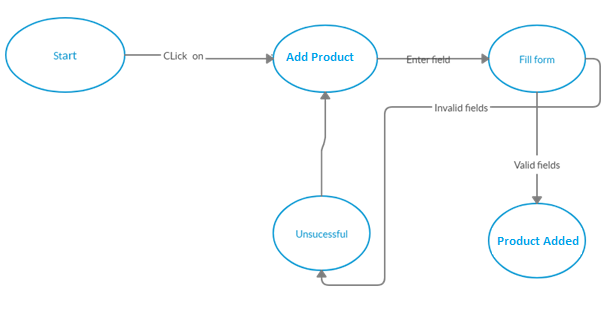 Start
CLick on
Add Product
Enter field
Fill form
Invalid fields
Valid fields
Unsucessful
Product Added